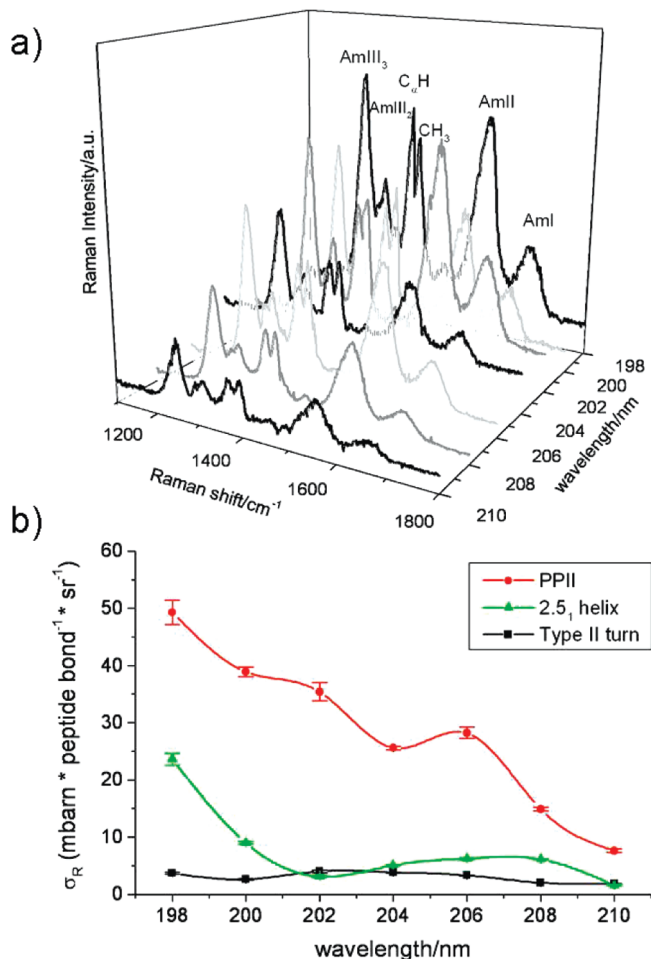 a)
AmIII₃
AmIII₂
CαH
CH₃
AmII
AmI
Raman Intensity/a.u.
1200
1400
1600
1800
Raman shift/cm⁻¹
198
200
202
204
206
208
210
wavelength/nm
b)
60
50
40
30
20
10
0
σR (mbarn * peptide bond⁻¹ * sr⁻¹)
PPII
2.5₁ helix
Type II turn
198 200 202 204 206 208 210
wavelength/nm